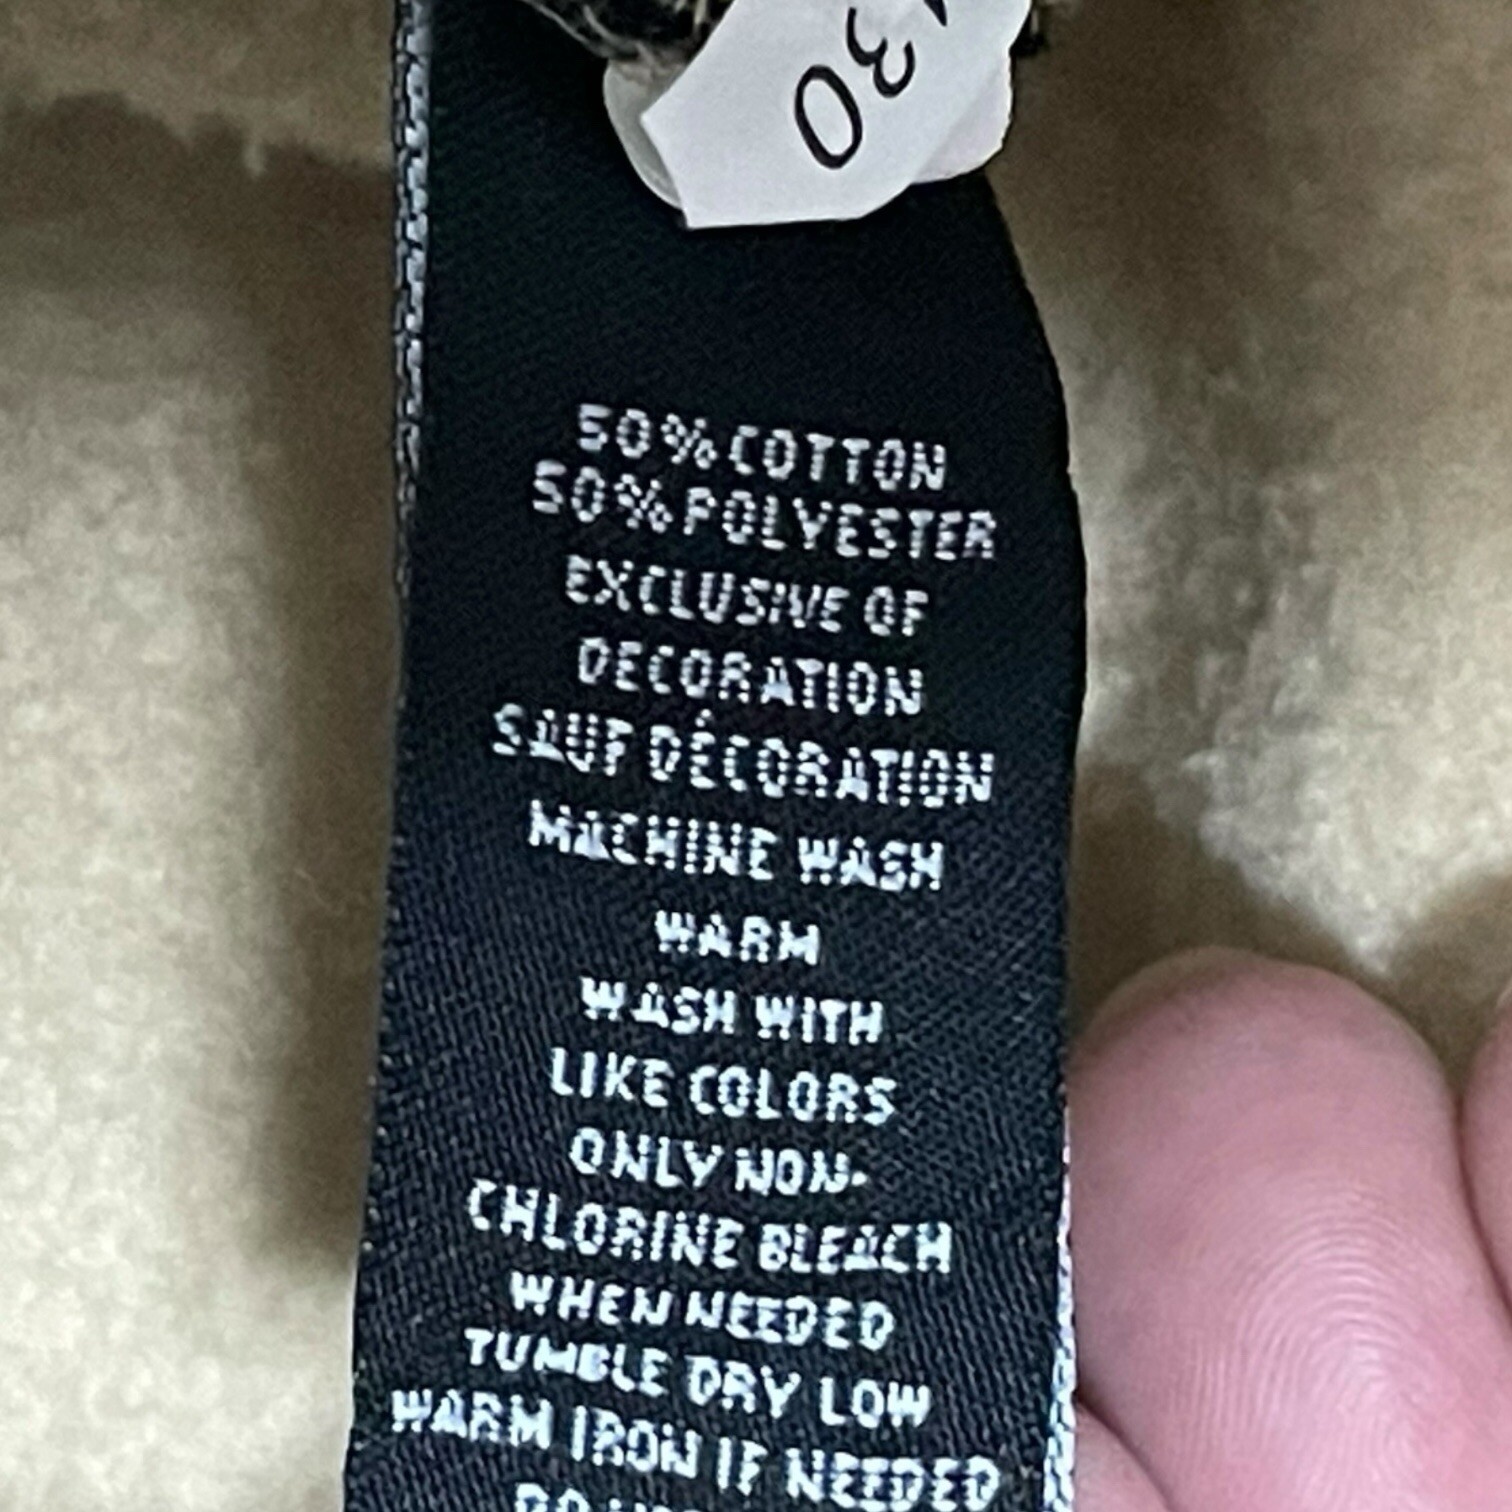 30
50% COTTON
50% POLYESTER
EXCLUSIVE OF
DECORATION
SAUF DÉCORATION
MACHINE WASH
WARM
WASH WITH
LIKE COLORS
ONLY NON-
CHLORINE BLEACH
WHEN NEEDED
TUMBLE DRY LOW
WARM IRON IF NEEDED